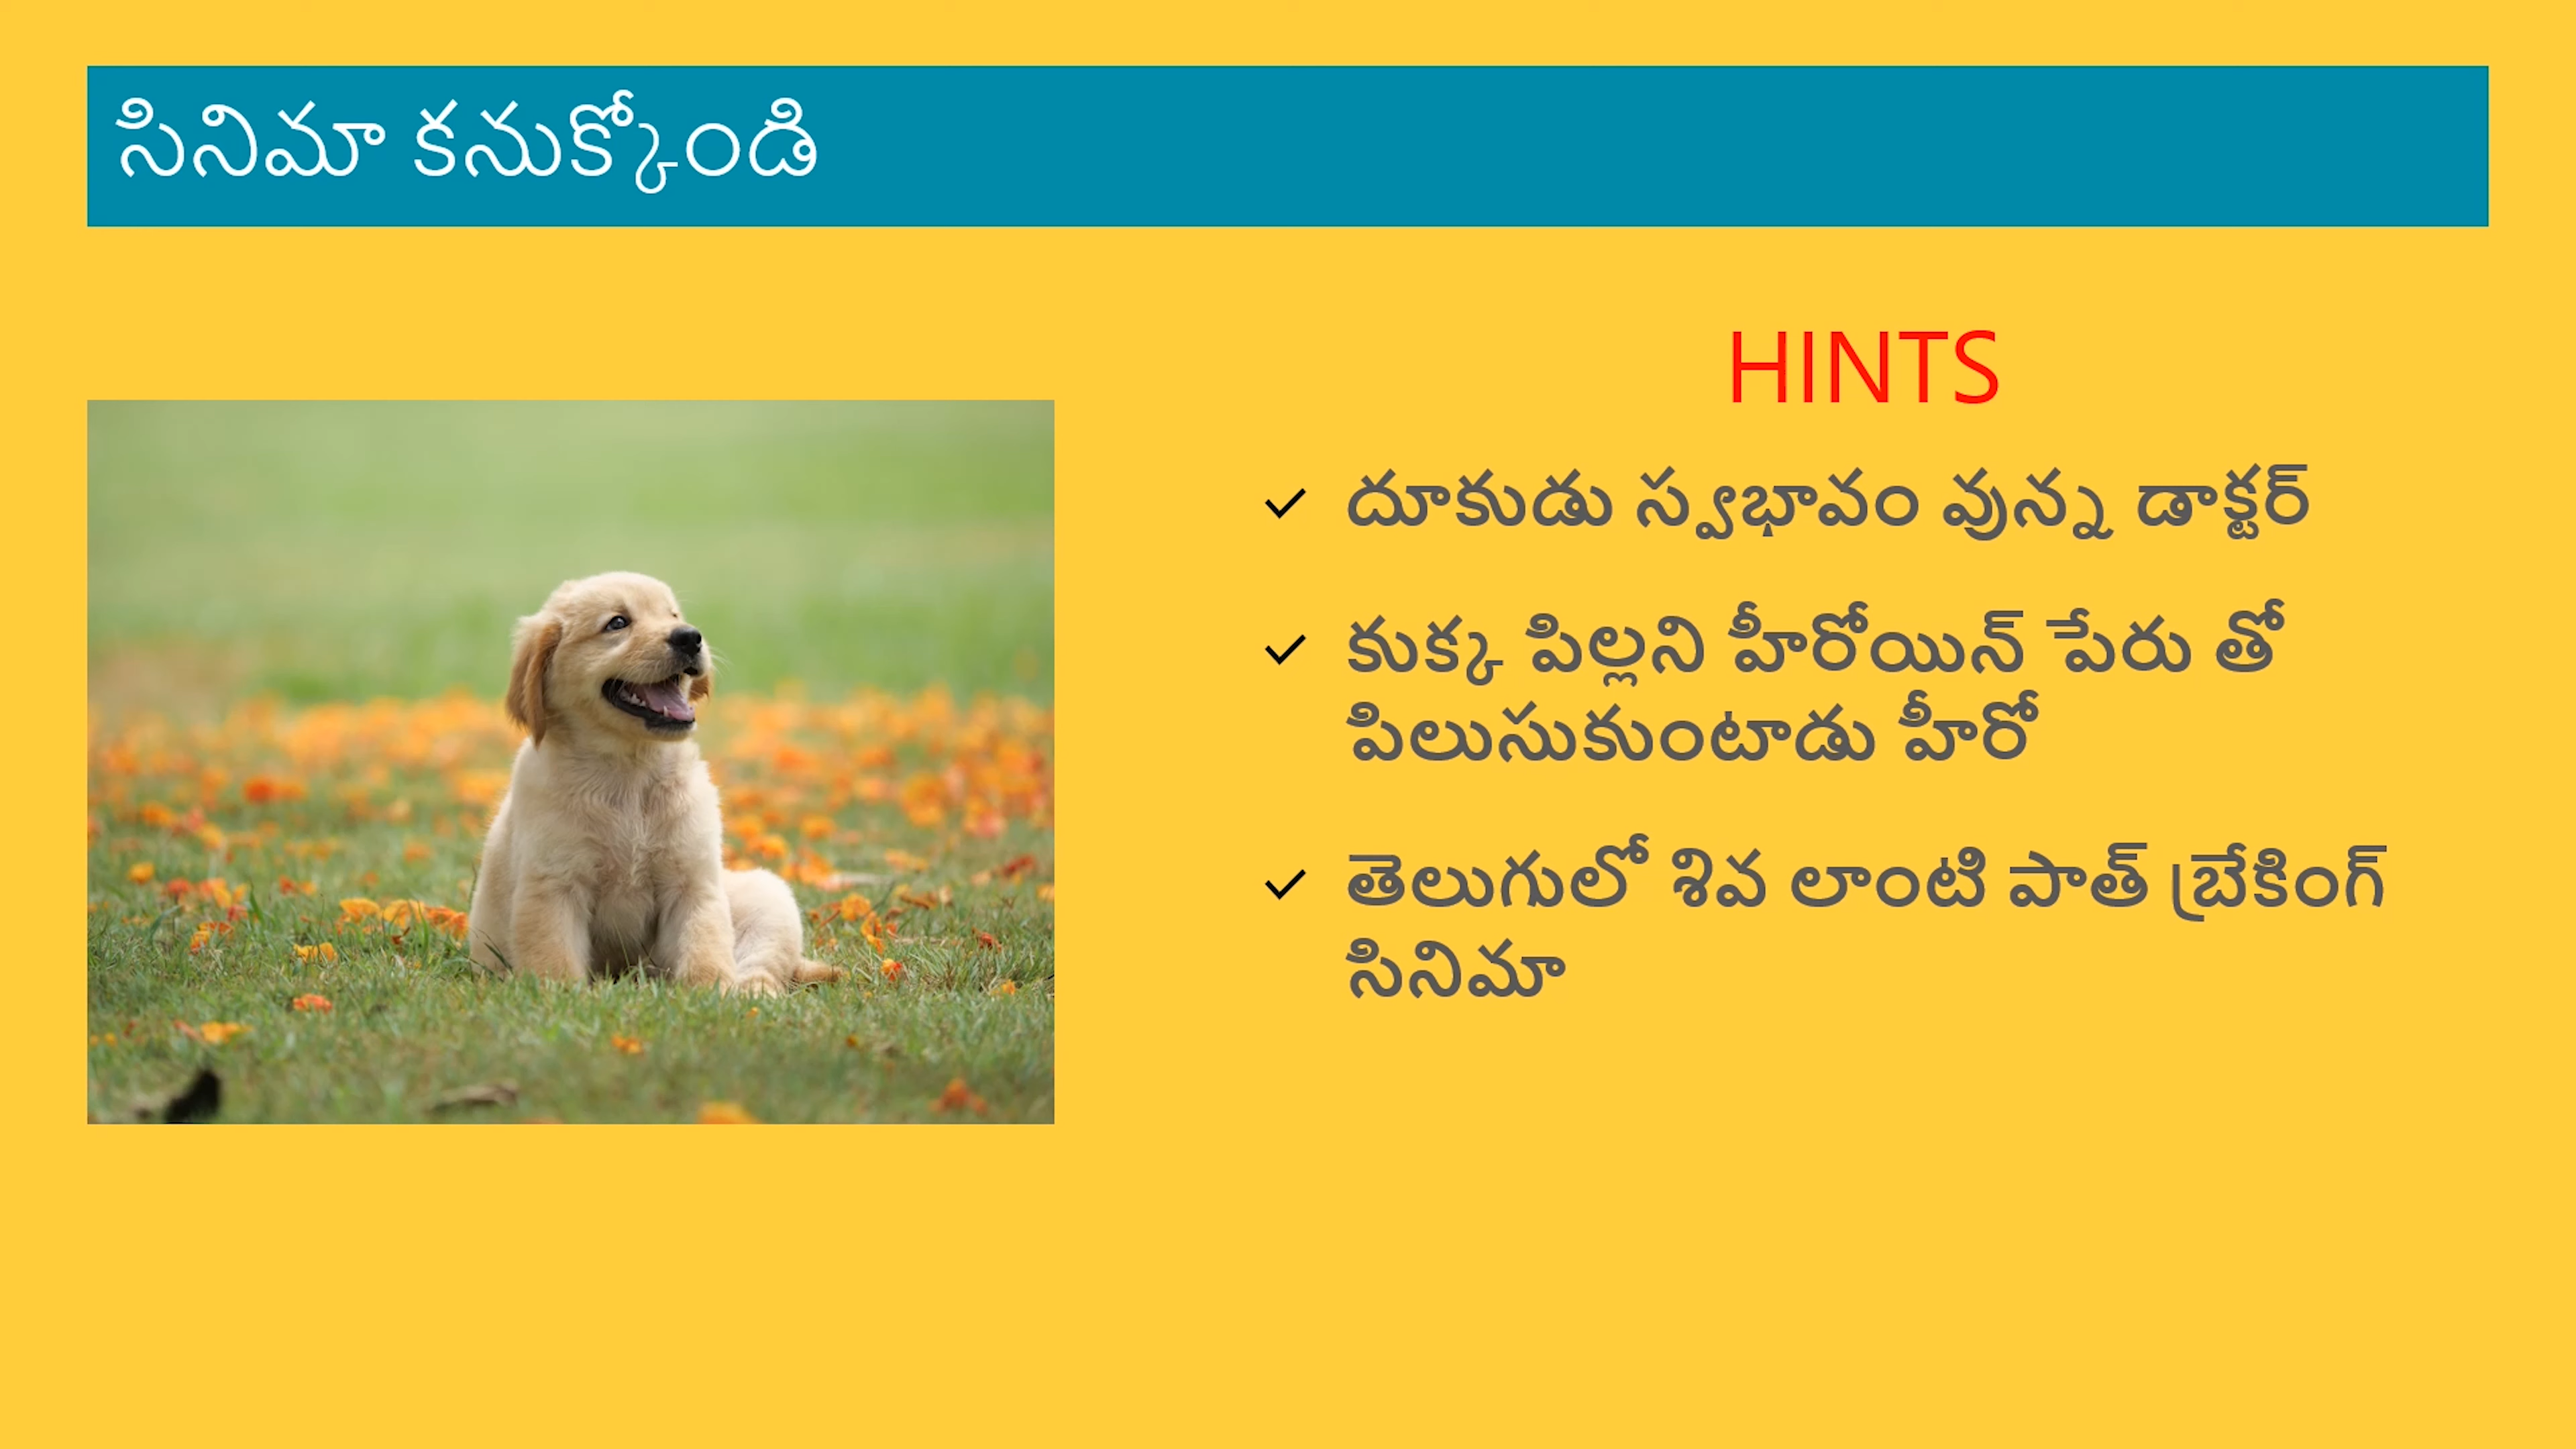 సినిమా కనుక్కోండి
HINTS
దూకుడు స్వభావం వున్న డాక్టర్
కుక్క పిల్లని హీరోయిన్ పేరు తో
పిలుసుకుంటాడు హీరో
తెలుగులో శివ లాంటి పాత్ బ్రేకింగ్
సినిమా